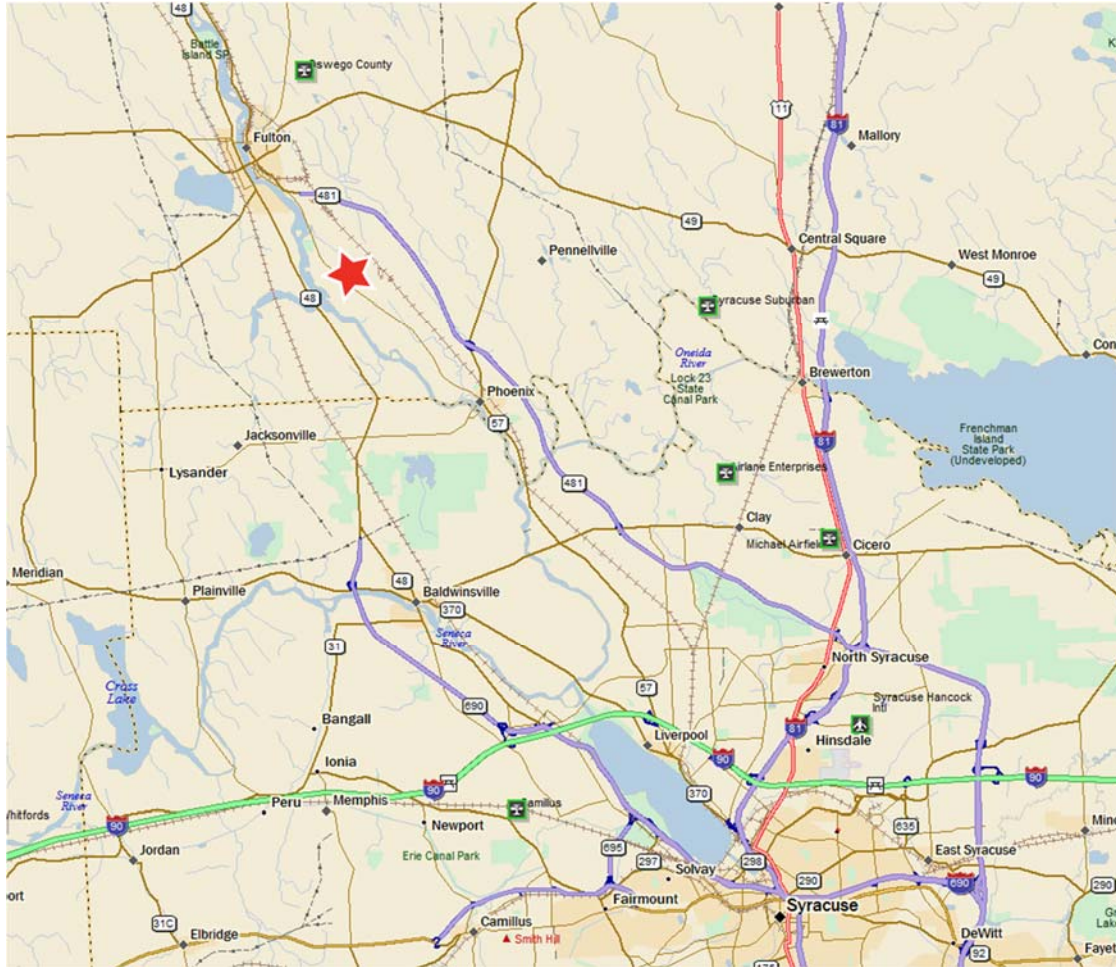 48
Battle
Island SP
Oswego County
11
81
Mallory
Fulton
481
49
Pennellville
Central Square
West Monroe
49
48
Syracuse Suburban
Oneida
River
Lock 23
State
Canal Park
Con
Brewerton
Phoenix
57
Jacksonville
Lysander
81
Frenchman
Island
State Park
(Undeveloped)
Airlane Enterprises
481
Clay
Michael Airfield
Cicero
Meridian
Plainville
48
Baldwinsville
370
Seneca
River
31
North Syracuse
Cross
Lake
57
Syracuse Hancock
Intl
690
Bangall
81
Liverpool
Hinsdale
90
Ionia
90
90
Seneca
River
Peru
Memphis
Camillus
370
Whitfords
90
Newport
635
Jordan
Erie Canal Park
695
297
298
East Syracuse
Solvay
290
690
290
Fairmount
Syracuse
31C
Camillus
Smith Hill
Elbridge
DeWitt
92
Fayet